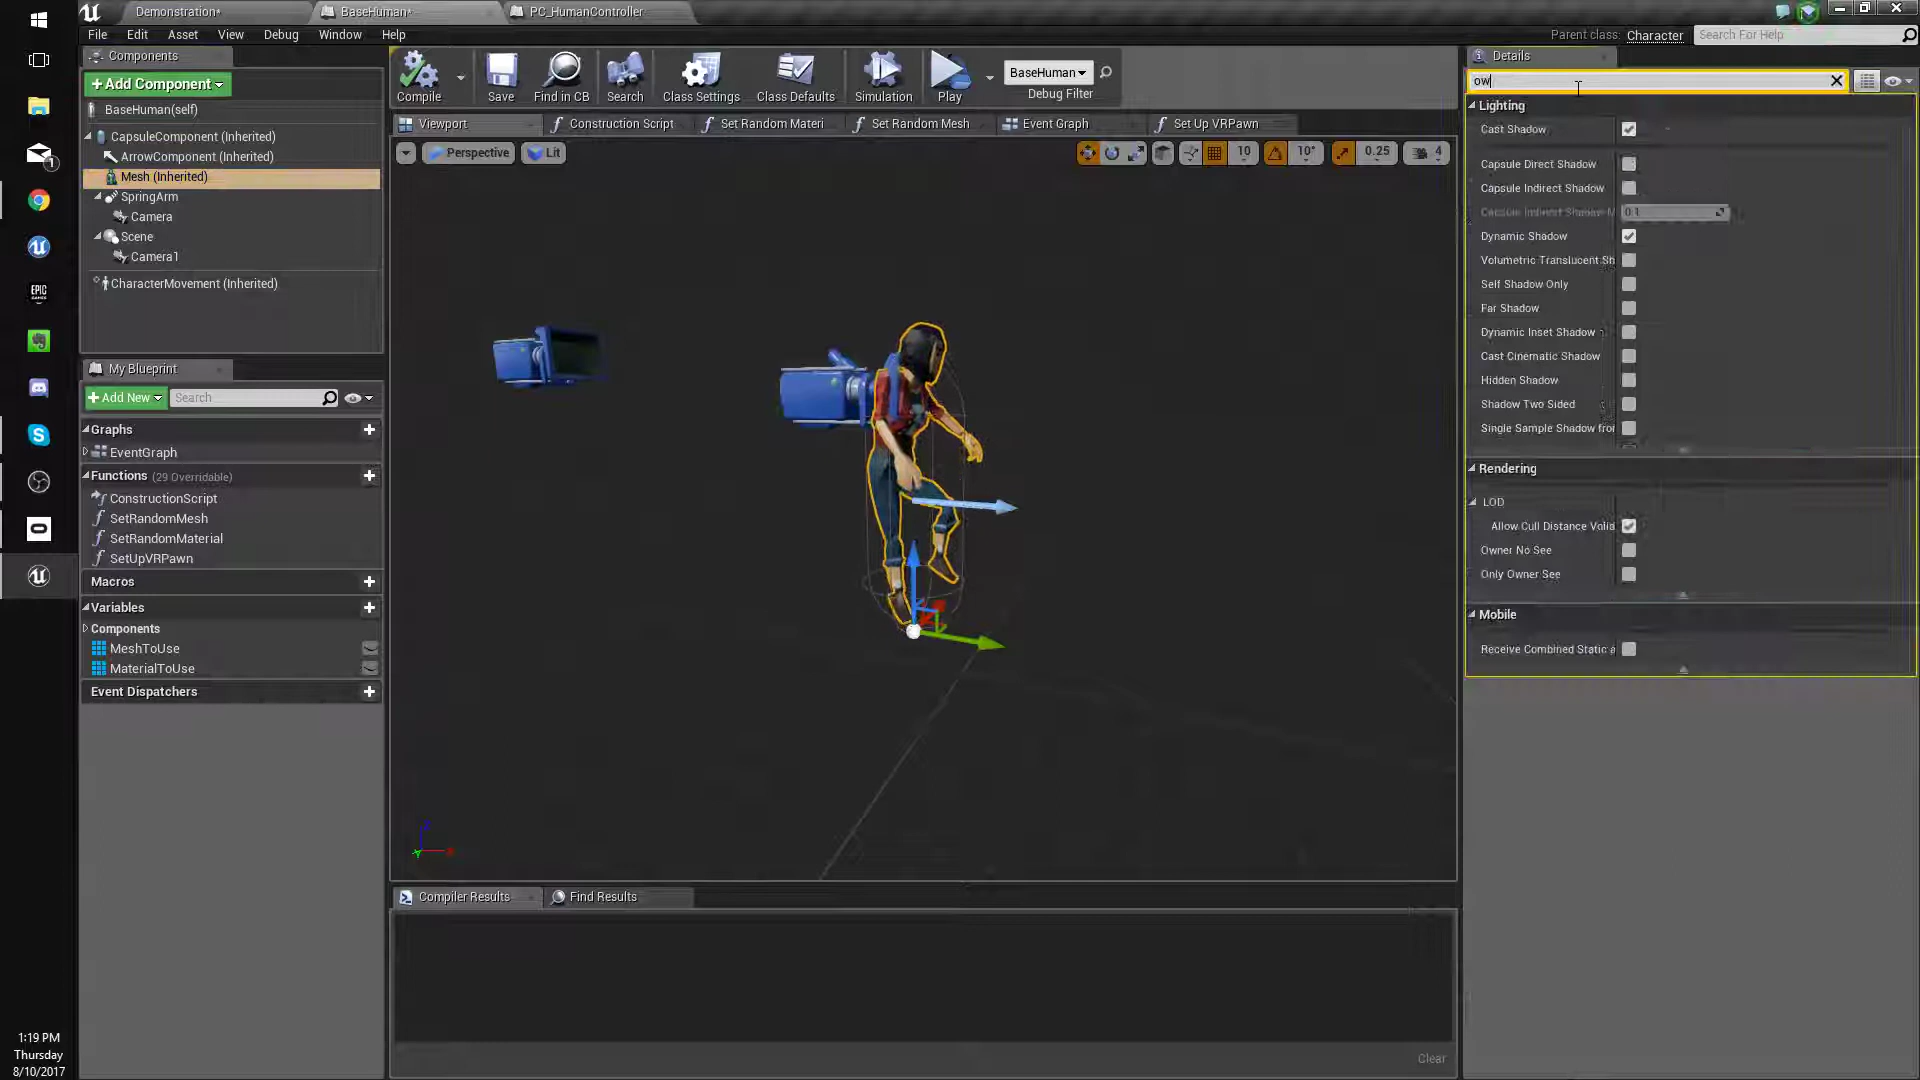 Demonstration*
BaseHuman*
PC_HumanController
File
Edit
Asset
View
Debug
Window
Help
Parent class:
Character
Search For Help
Components
+Add Component
BaseHuman(self)
CapsuleComponent (Inherited)
ArrowComponent (Inherited)
Mesh (Inherited)
SpringArm
Camera
Scene
Camera1
CharacterMovement (Inherited)
My Blueprint
+Add New
Search
Graphs
EventGraph
Functions (29 Overridable)
ConstructionScript
SetRandomMesh
SetRandomMaterial
SetUpVRPawn
Macros
Variables
Components
MeshToUse
MaterialToUse
Event Dispatchers
Compile
Save
Find in CB
Search
Class Settings
Class Defaults
Simulation
Play
BaseHuman
Debug Filter
Viewport
Construction Script
Set Random Materi
Set Random Mesh
Event Graph
Set Up VRPawn
Perspective
Lit
10
10°
0.25
4
Z
Y
X
Compiler Results
Find Results
Clear
Details
ow
Lighting
Cast Shadow
Capsule Direct Shadow
Capsule Indirect Shadow
Capsule Indirect Shadow M
0.1
Dynamic Shadow
Volumetric Translucent Sh
Self Shadow Only
Far Shadow
Dynamic Inset Shadow
Cast Cinematic Shadow
Hidden Shadow
Shadow Two Sided
Single Sample Shadow from
Rendering
LOD
Allow Cull Distance Volu
Owner No See
Only Owner See
Mobile
Receive Combined Static a
EPIC
GAMES
1
1:19 PM
Thursday
8/10/2017